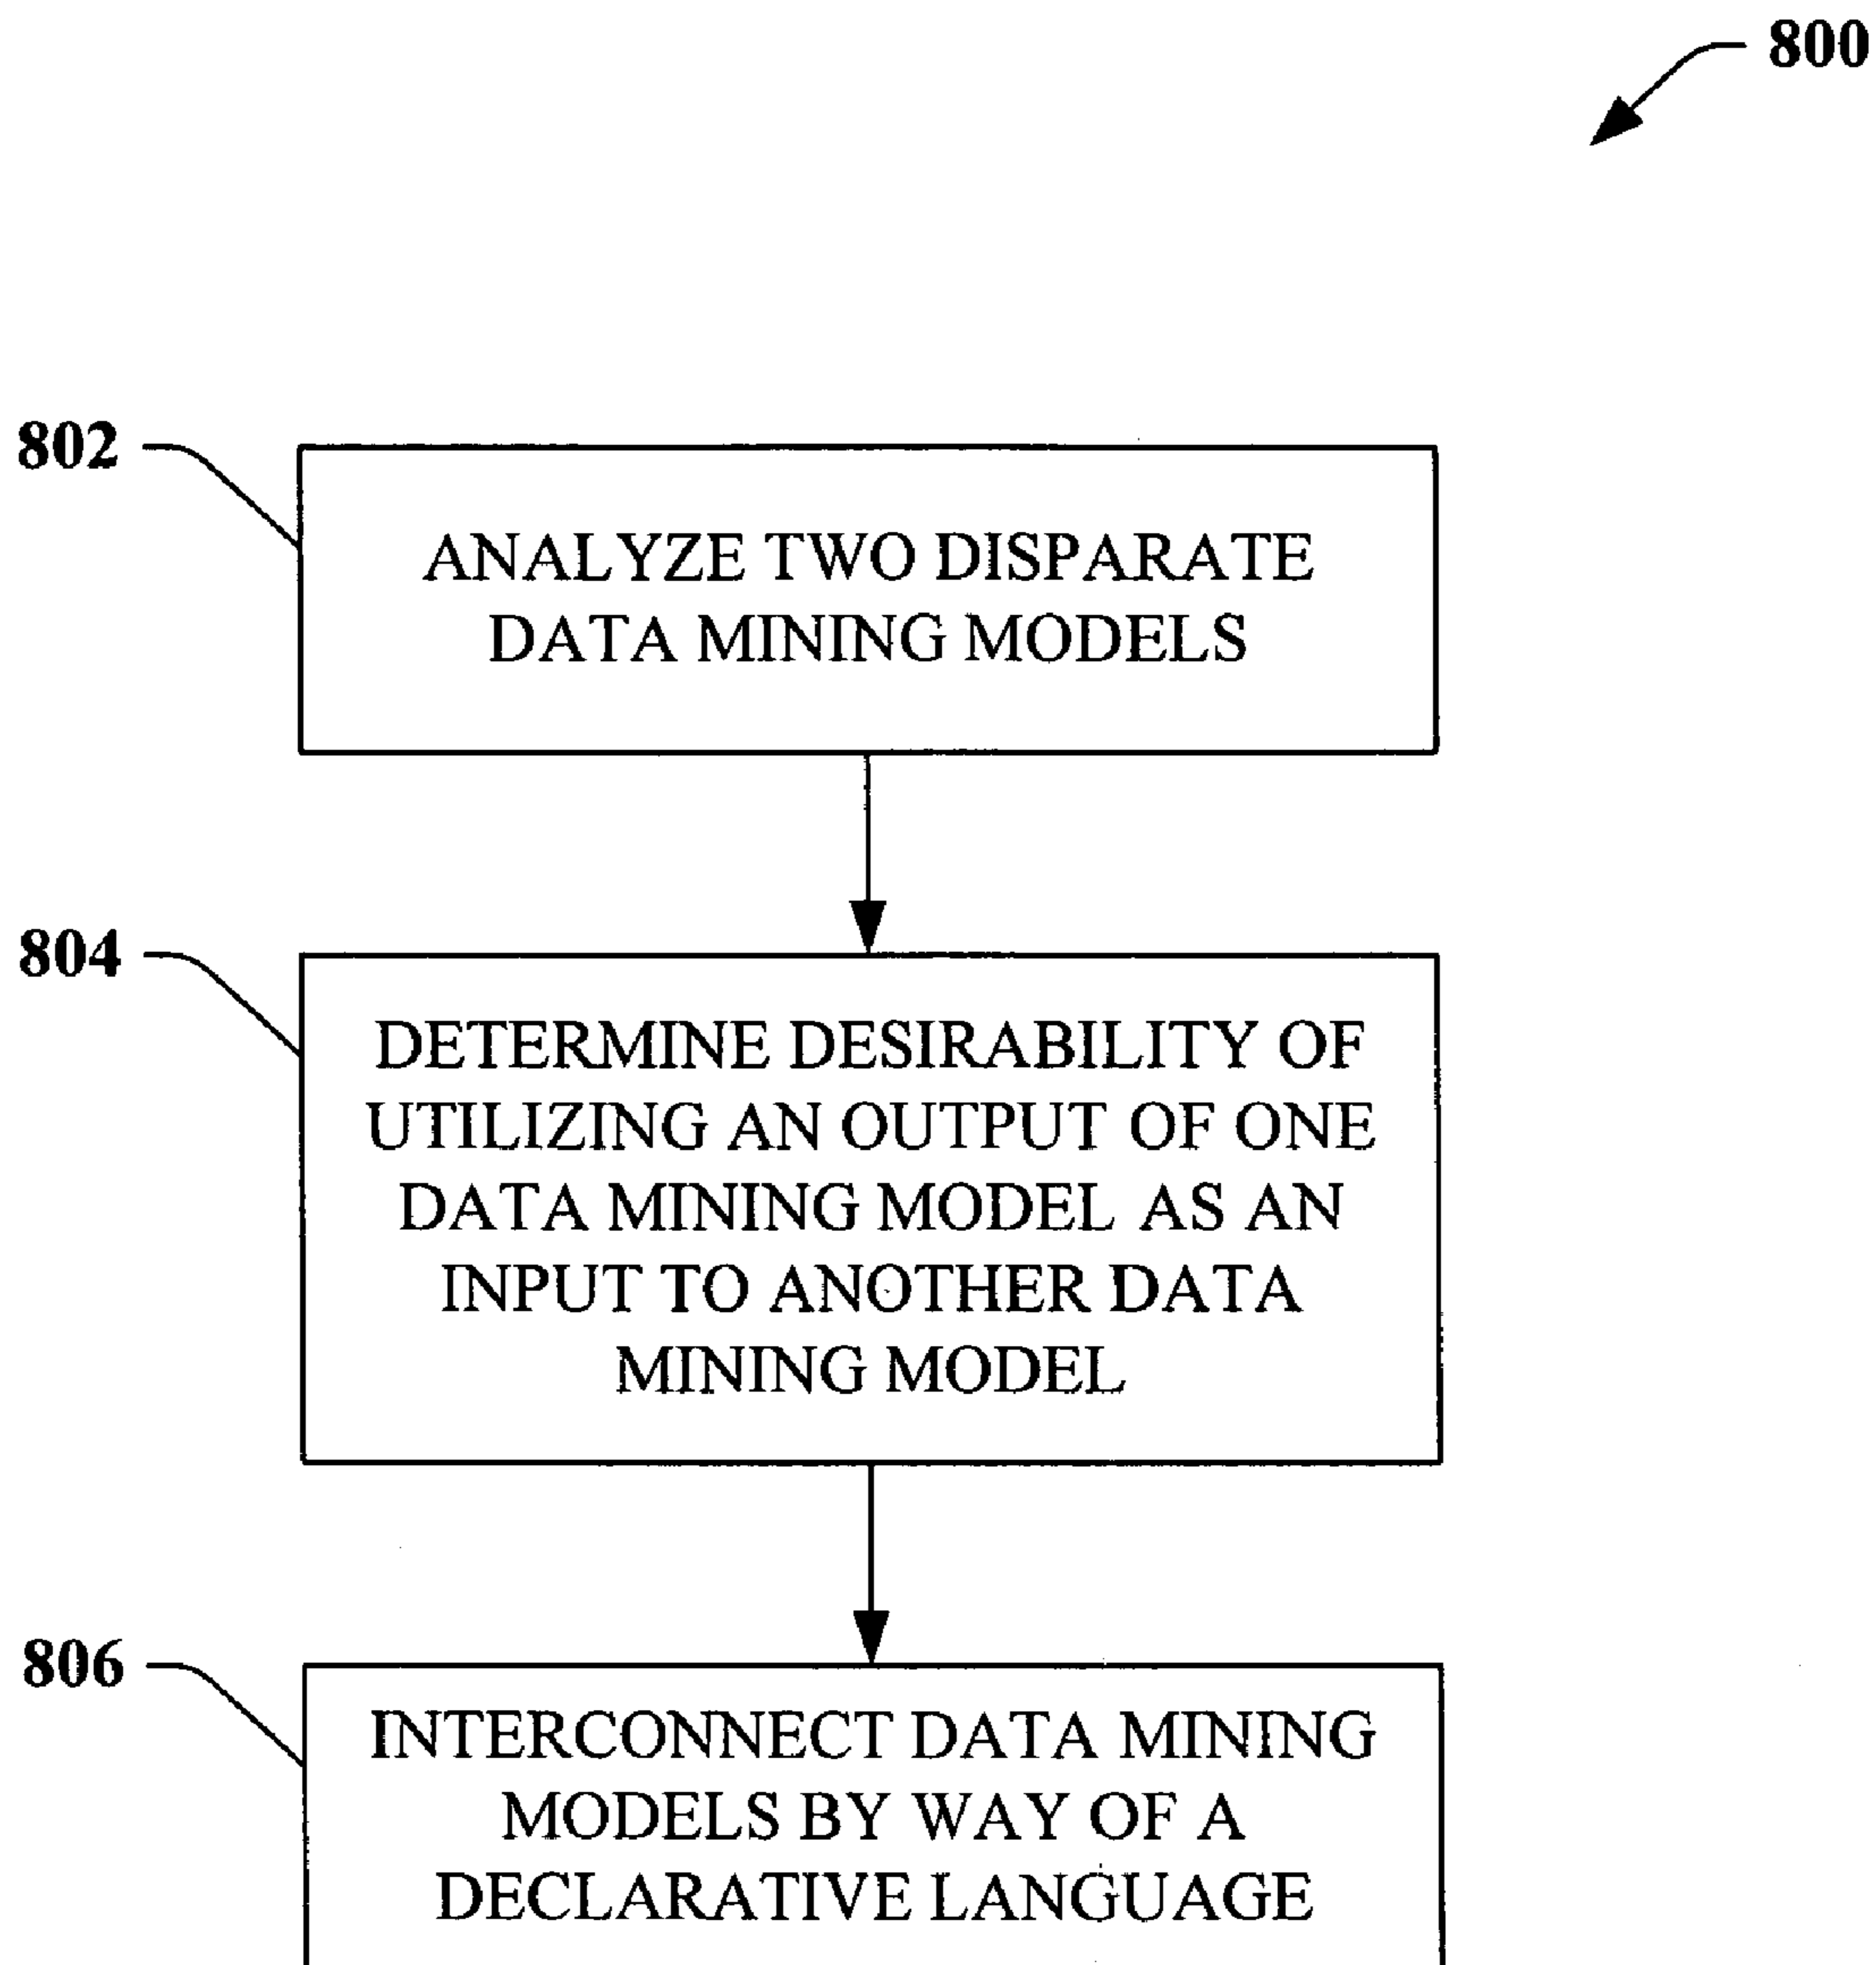 800
802
ANALYZE TWO DISPARATE
DATA MINING MODELS
804
DETERMINE DESIRABILITY OF
UTILIZING AN OUTPUT OF ONE
DATA MINING MODEL AS AN
INPUT TO ANOTHER DATA
MINING MODEL
806
INTERCONNECT DATA MINING
MODELS BY WAY OF A
DECLARATIVE LANGUAGE